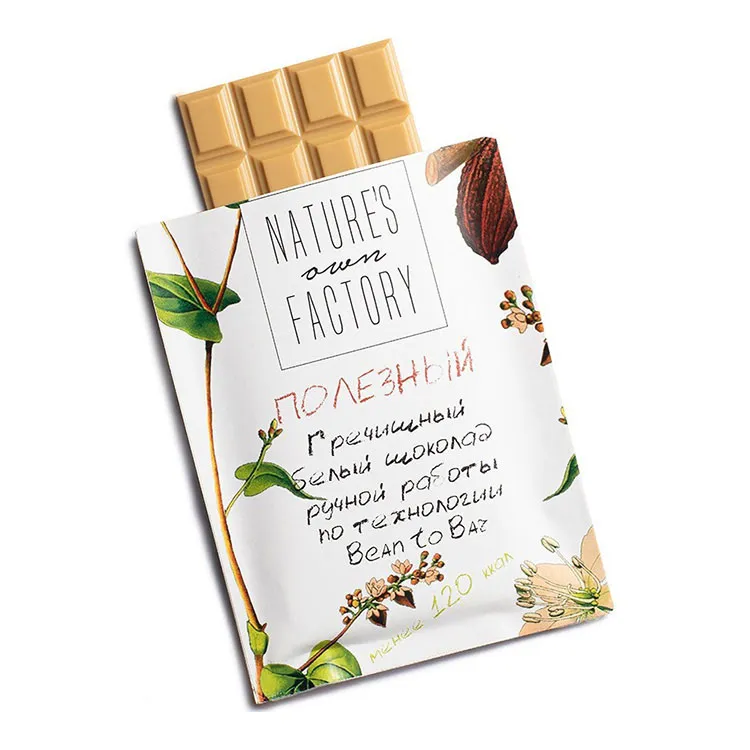 NATURE'S
own
FACTORY
ПОЛЕЗНЫЙ
Гречишный
белый шоколад
ручной работы
по технологии
Bean to Bar
менее 120 ккал